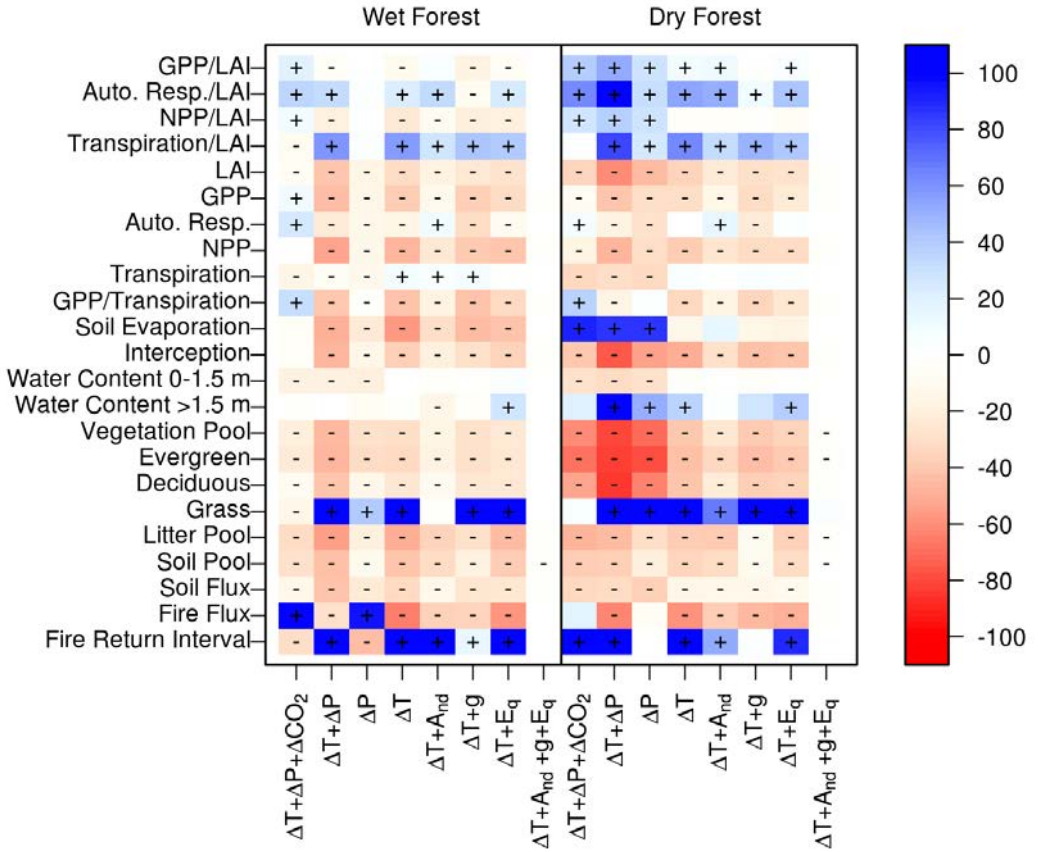 Wet Forest Dry Forest
GPP/LAI + - - - - + + + + + +
Auto. Resp./LAI + + + + - + + + + + + + +
NPP/LAI + - - - - + + +
Transpiration/LAI - + + + + + + + + + + +
LAI - - - - - - - - - - - - - -
GPP + - - - - - - - - - - - - -
Auto. Resp. + - - - + - - + - - + -
NPP - - - - - - - - - - - - -
Transpiration - - - + + + - - -
GPP/Transpiration + - - - - - - + - - - - -
Soil Evaporation - - - - - - + + +
Interception - - - - - - - - - - - - -
Water Content 0-1.5 m - - - - - -
Water Content >1.5 m - + + + + +
Vegetation Pool - - - - - - - - - - - - - - -
Evergreen - - - - - - - - - - - - - - -
Deciduous - - - - - - - - - - - - - -
Grass - + + + + + + + + + + +
Litter Pool - - - - - - - - - - - - - - -
Soil Pool - - - - - - - - - - - - - - - -
Soil Flux - - - - - - - - - - - - - -
Fire Flux + - + - - - - - - - - -
Fire Return Interval - + - + + + + + + + + +
ΔT+ΔP+ΔCO₂
ΔT+ΔP
ΔP
ΔT
ΔT+Aₙd
ΔT+g
ΔT+Eq
ΔT+Aₙd +g+Eq
ΔT+ΔP+ΔCO₂
ΔT+ΔP
ΔP
ΔT
ΔT+Aₙd
ΔT+g
ΔT+Eq
ΔT+Aₙd +g+Eq
100
80
60
40
20
0
-20
-40
-60
-80
-100